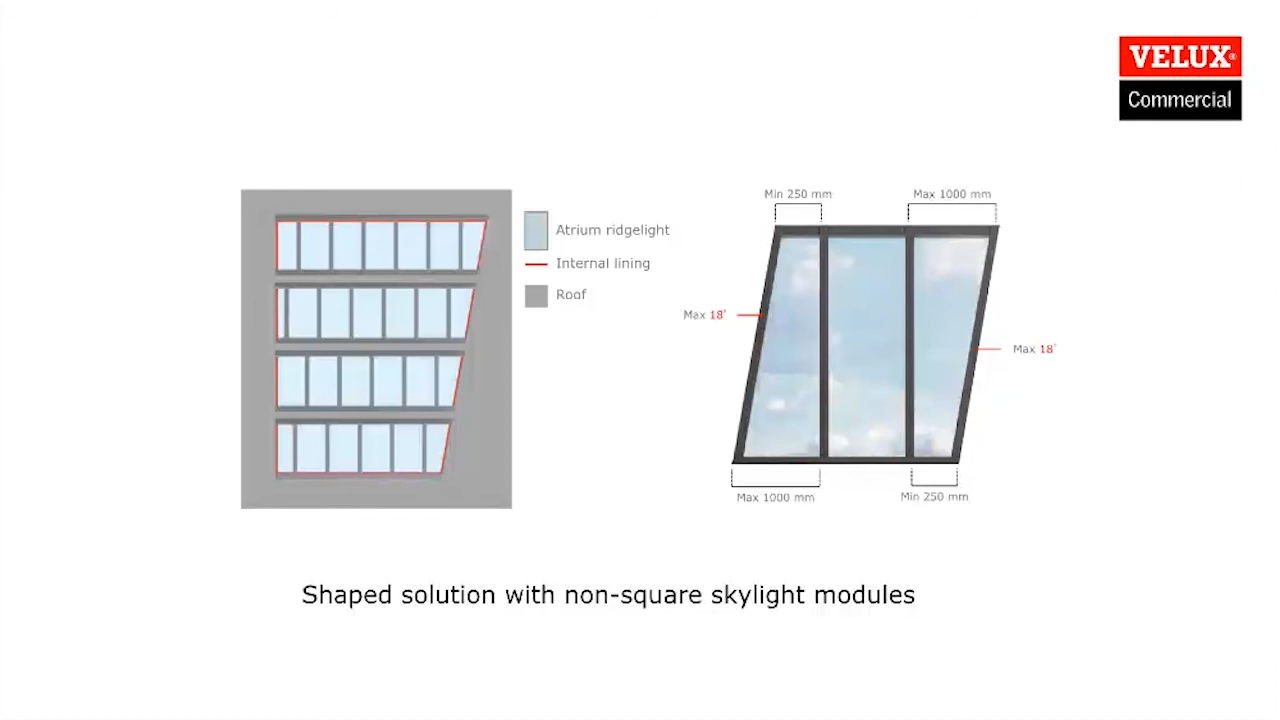 VELUX®
Commercial
Min 250 mm
Max 1000 mm
Atrium ridgelight
Internal lining
Roof
Max 18°
Max 18°
Max 1000 mm
Min 250 mm
Shaped solution with non-square skylight modules